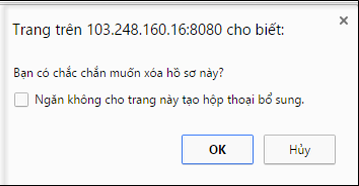 Trang trên 103.248.160.16:8080 cho biết:
Bạn có chắc chắn muốn xóa hồ sơ này?
Ngăn không cho trang này tạo hộp thoại bổ sung.
OK
Hủy